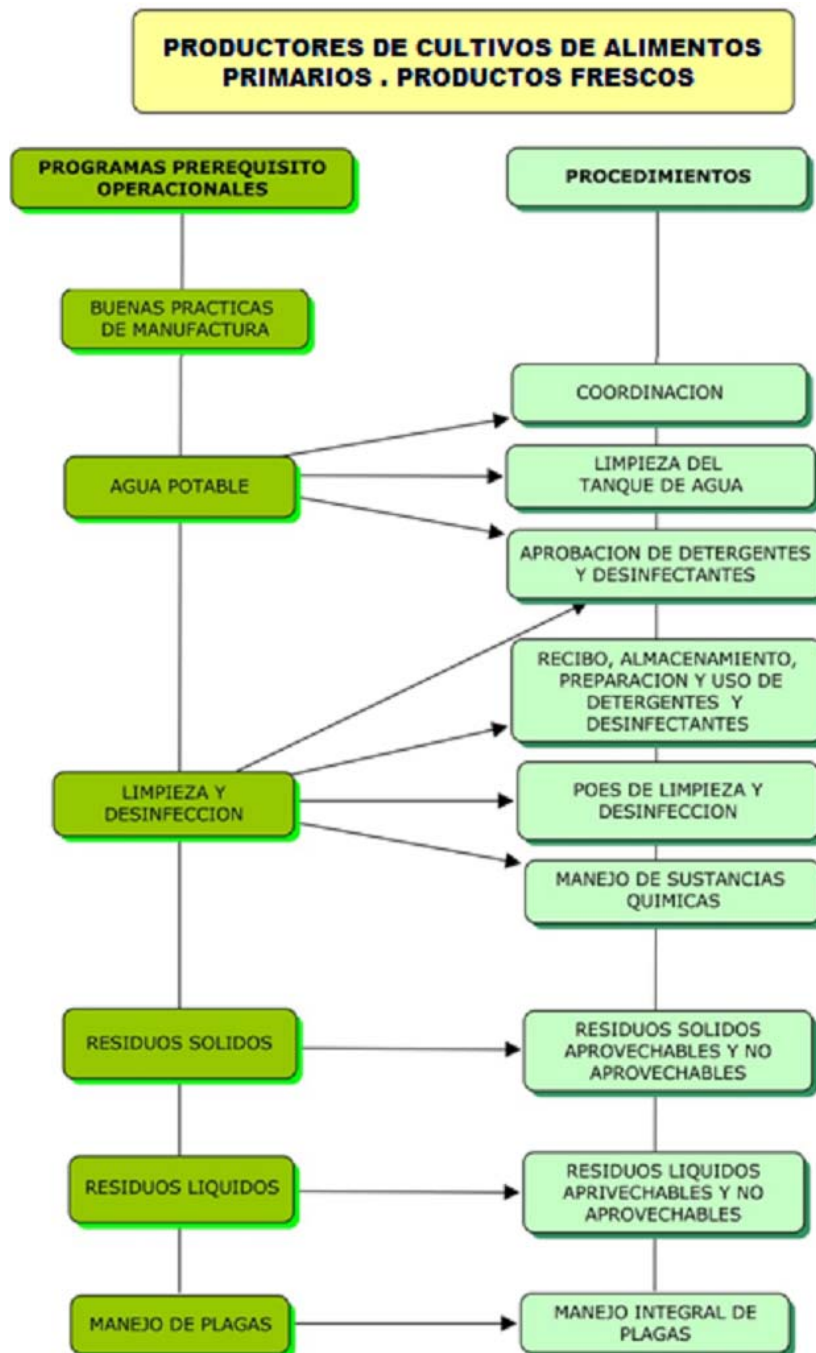 PRODUCTORES DE CULTIVOS DE ALIMENTOS
PRIMARIOS . PRODUCTOS FRESCOS
PROGRAMAS PREREQUISITO
OPERACIONALES
PROCEDIMIENTOS
BUENAS PRACTICAS
DE MANUFACTURA
COORDINACION
AGUA POTABLE
LIMPIEZA DEL
TANQUE DE AGUA
APROBACION DE DETERGENTES
Y DESINFECTANTES
RECIBO, ALMACENAMIENTO,
PREPARACION Y USO DE
DETERGENTES Y
DESINFECTANTES
LIMPIEZA Y
DESINFECCION
POES DE LIMPIEZA Y
DESINFECCION
MANEJO DE SUSTANCIAS
QUIMICAS
RESIDUOS SOLIDOS
RESIDUOS SOLIDOS
APROVECHABLES Y NO
APROVECHABLES
RESIDUOS LIQUIDOS
RESIDUOS LIQUIDOS
APRIVECHABLES Y NO
APROVECHABLES
MANEJO DE PLAGAS
MANEJO INTEGRAL DE
PLAGAS